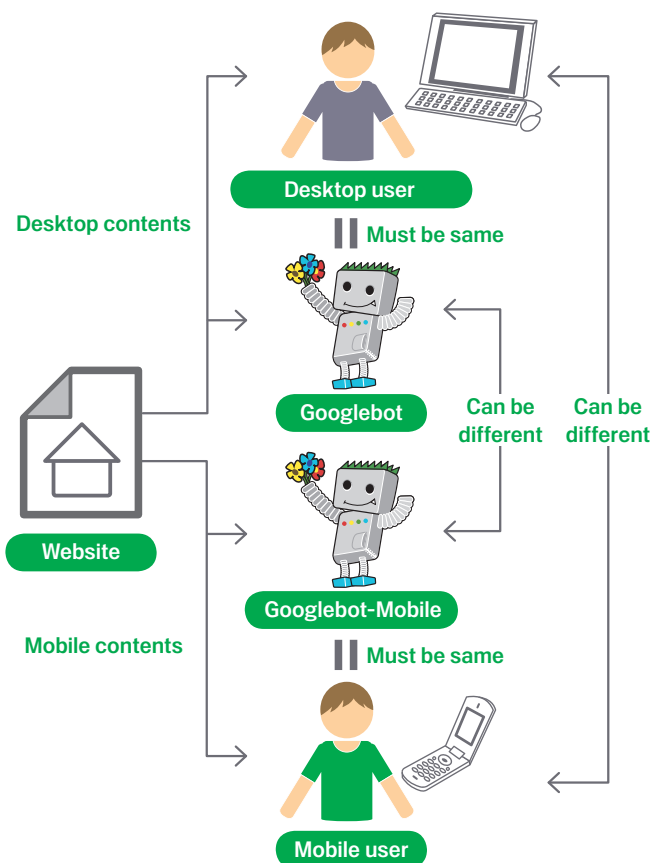 Desktop user
Desktop contents
Must be same
Googlebot
Can be
different
Can be
different
Website
Googlebot-Mobile
Mobile contents
Must be same
Mobile user